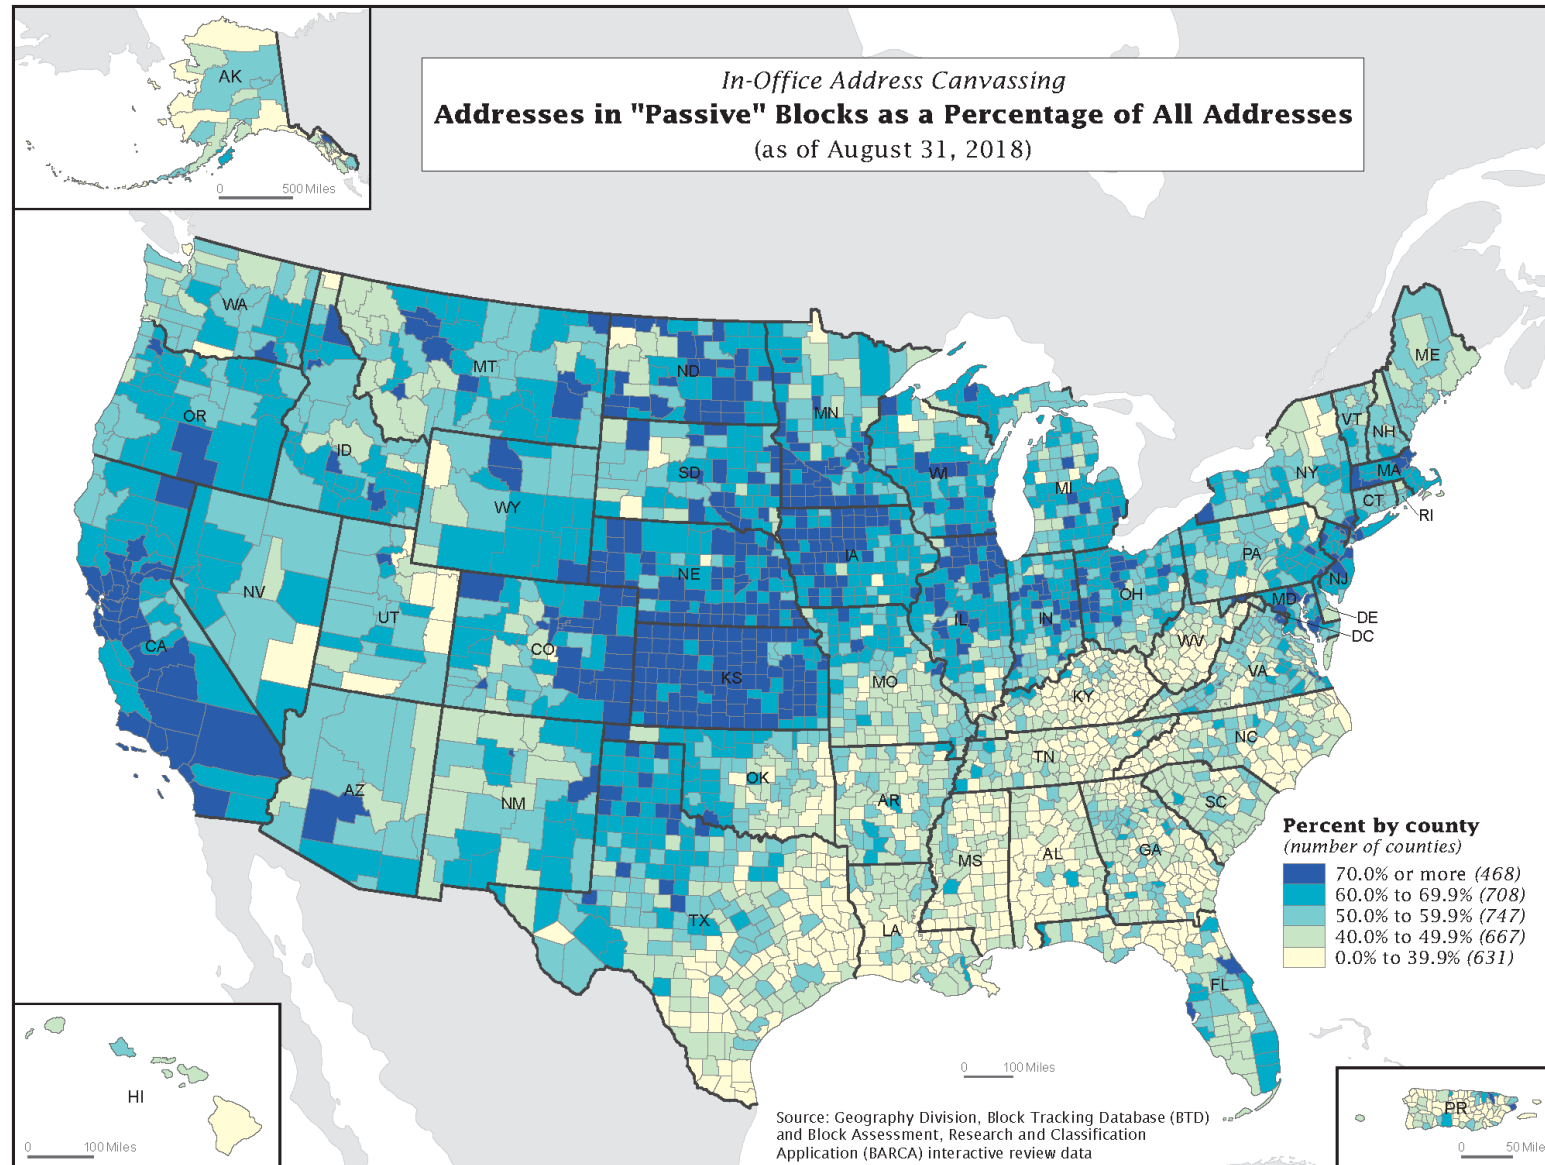 In-Office Address Canvassing
Addresses in "Passive" Blocks as a Percentage of All Addresses
(as of August 31, 2018)
AK
0 500 Miles
WA
MT
ND
MN
ME
OR
ID
SD
WI
MI
NY
VT
NH
MA
CT
RI
WY
IA
NE
PA
NJ
NV
UT
CO
KS
CA
IL
IN
OH
MD
DE
DC
WV
VA
MO
KY
AZ
NM
OK
AR
TN
NC
SC
MS
AL
GA
TX
LA
FL
Percent by county
(number of counties)
70.0% or more (468)
60.0% to 69.9% (708)
50.0% to 59.9% (747)
40.0% to 49.9% (667)
0.0% to 39.9% (631)
HI
0 100 Miles
0 100 Miles
PR
0 50 Miles
Source: Geography Division, Block Tracking Database (BTD)
and Block Assessment, Research and Classification
Application (BARCA) interactive review data